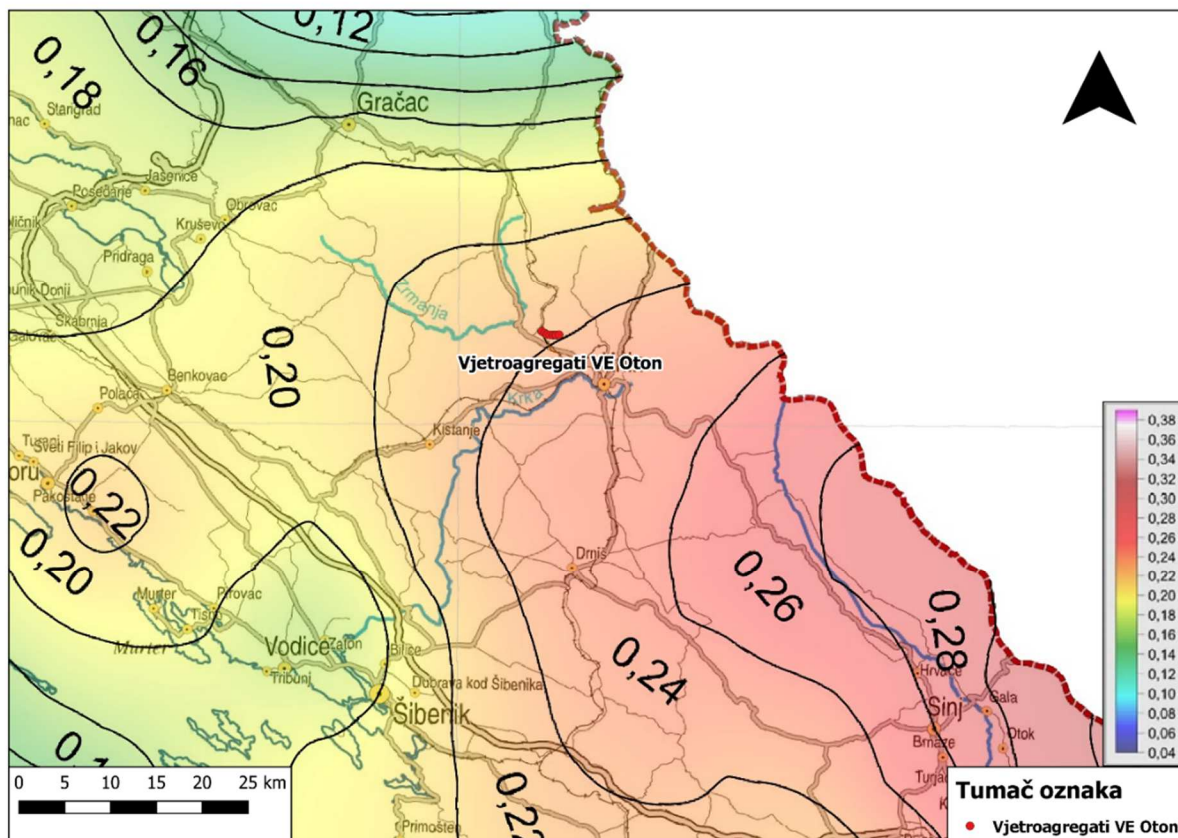 0,12
0,16
0,18
Starigrad
Gračac
Jasenice
Posedarje
Obrovac
Kruševo
Pridraga
Zrmanja
Škabrnja
0,20
Vjetroagregati VE Oton
Benkovac
Polača
Krka
Kistanje
Turanj
Sveti Filip i Jakov
Pakoštane
0,22
0,20
Drniš
0,26
Murter
Pirovac
Tisno
Murter
Vodice
Zaton
Tribunj
Bilice
Dubrava kod Šibenika
Šibenik
0,24
0,28
Hrvace
Gala
Sinj
Otok
Brnaze
Primošten
0,22
0,38
0,36
0,34
0,32
0,30
0,28
0,26
0,24
0,22
0,20
0,18
0,16
0,14
0,12
0,10
0,08
0,06
0,04
0 5 10 15 20 25 km
Tumač oznaka
Vjetroagregati VE Oton